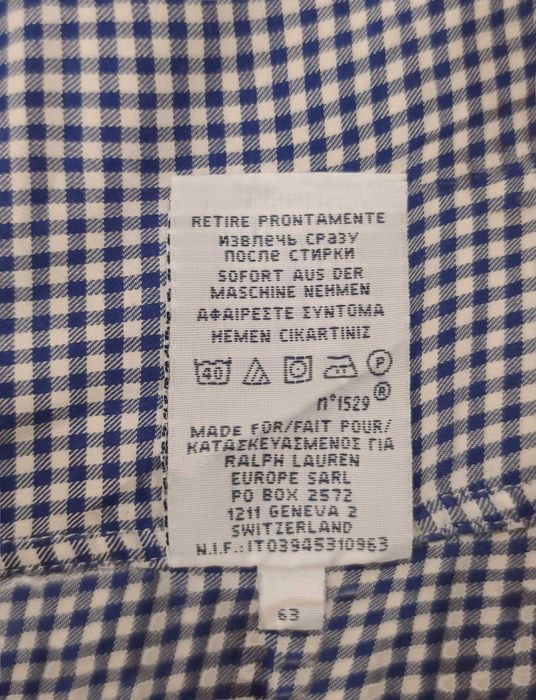 RETIRE PRONTAMENTE
ИЗВЛЕЧЬ СРАЗУ
ПОСЛЕ СТИРКИ
SOFORT AUS DER
MASCHINE NEHMEN
ΑΦΑΙΡΕΣΤΕ ΣΥΝΤΟΜΑ
HEMEN CIKARTINIZ
40 P
n°1529 ®
MADE FOR/FAIT POUR/
ΚΑΤΑΣΚΕΥΑΣΜΕΝΟΣ ΓΙΑ
RALPH LAUREN
EUROPE SARL
PO BOX 2572
1211 GENEVA 2
SWITZERLAND
N.I.F.:IT03945310963
63